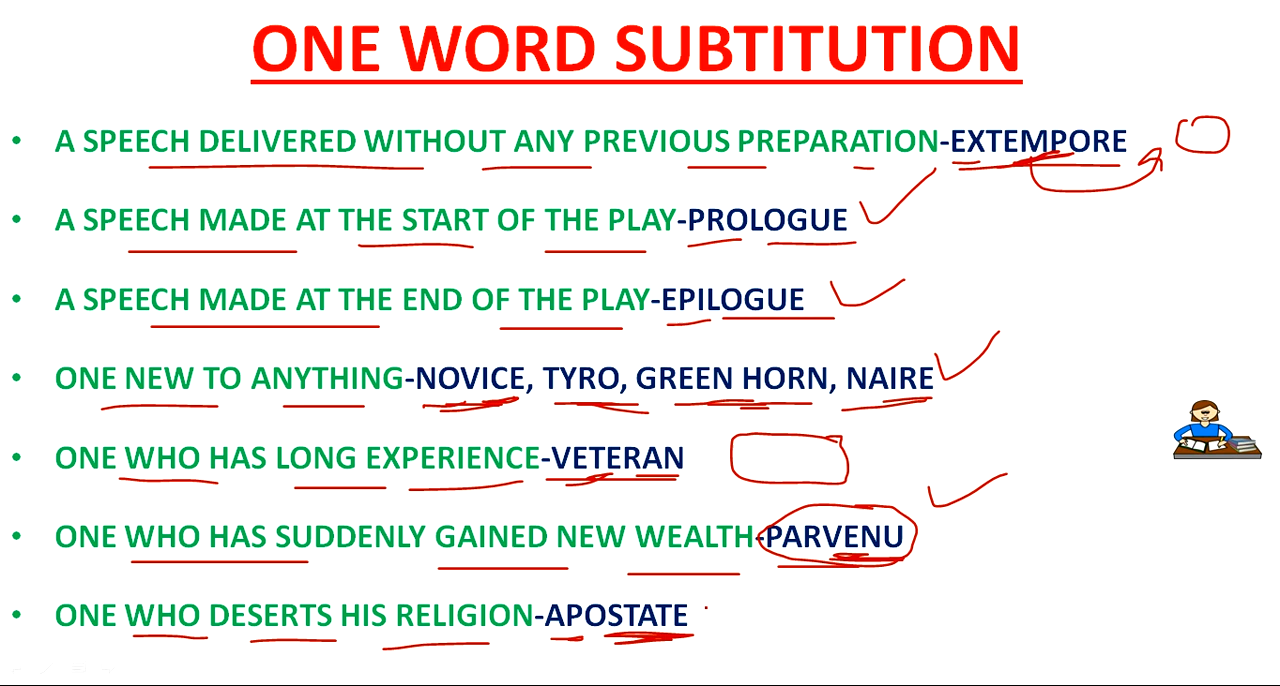 ONE WORD SUBTITUTION
• A SPEECH DELIVERED WITHOUT ANY PREVIOUS PREPARATION-EXTEMPORE
• A SPEECH MADE AT THE START OF THE PLAY-PROLOGUE
• A SPEECH MADE AT THE END OF THE PLAY-EPILOGUE
• ONE NEW TO ANYTHING-NOVICE, TYRO, GREEN HORN, NAIRE
• ONE WHO HAS LONG EXPERIENCE-VETERAN
• ONE WHO HAS SUDDENLY GAINED NEW WEALTH-PARVENU
• ONE WHO DESERTS HIS RELIGION-APOSTATE